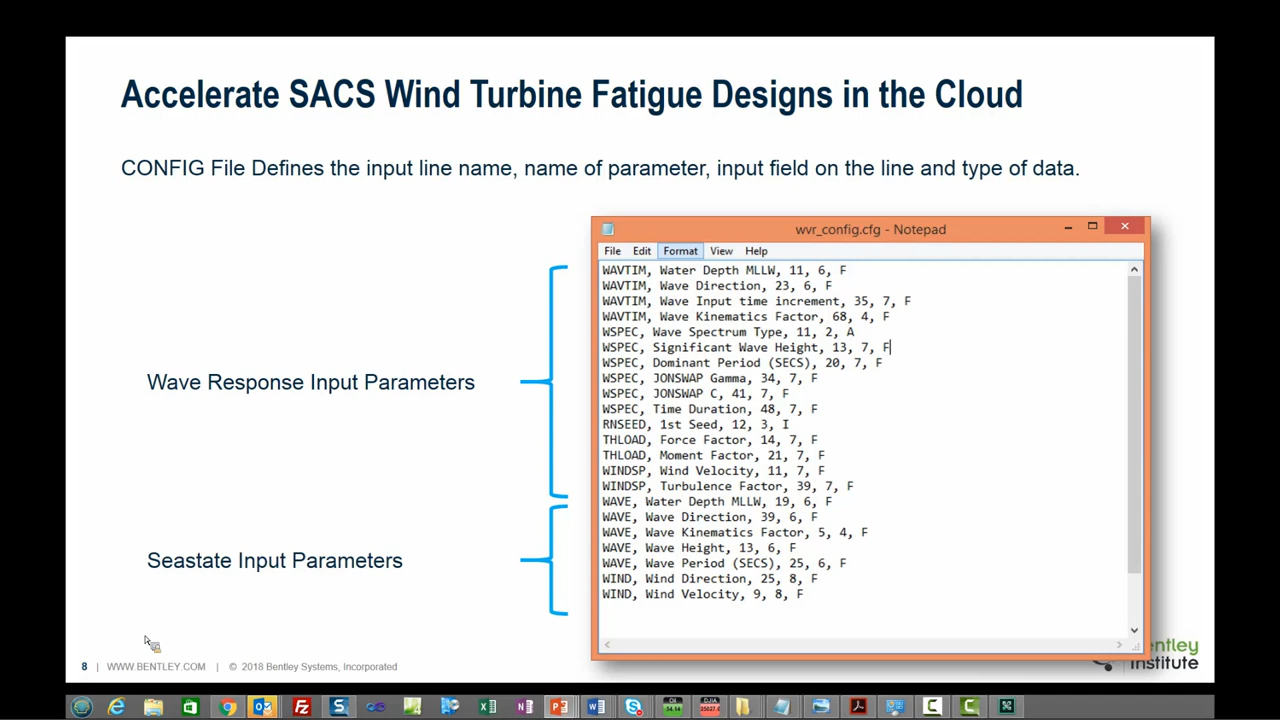 Accelerate SACS Wind Turbine Fatigue Designs in the Cloud
CONFIG File Defines the input line name, name of parameter, input field on the line and type of data.
wvr_config.cfg - Notepad
File Edit Format View Help
WAVTIM, Water Depth MLLW, 11, 6, F
WAVTIM, Wave Direction, 23, 6, F
WAVTIM, Wave Input time increment, 35, 7, F
WAVTIM, Wave Kinematics Factor, 68, 4, F
WSPEC, Wave Spectrum Type, 11, 2, A
WSPEC, Significant Wave Height, 13, 7, F
WSPEC, Dominant Period (SECS), 20, 7, F
WSPEC, JONSWAP Gamma, 34, 7, F
WSPEC, JONSWAP C, 41, 7, F
WSPEC, Time Duration, 48, 7, F
RNSEED, 1st Seed, 12, 3, I
THLOAD, Force Factor, 14, 7, F
THLOAD, Moment Factor, 21, 7, F
WINDSP, Wind Velocity, 11, 7, F
WINDSP, Turbulence Factor, 39, 7, F
WAVE, Water Depth MLLW, 19, 6, F
WAVE, Wave Direction, 39, 6, F
WAVE, Wave Kinematics Factor, 5, 4, F
WAVE, Wave Height, 13, 6, F
WAVE, Wave Period (SECS), 25, 6, F
WIND, Wind Direction, 25, 8, F
WIND, Wind Velocity, 9, 8, F
Wave Response Input Parameters
Seastate Input Parameters
8 | WWW.BENTLEY.COM | © 2018 Bentley Systems, Incorporated
entley
Institute